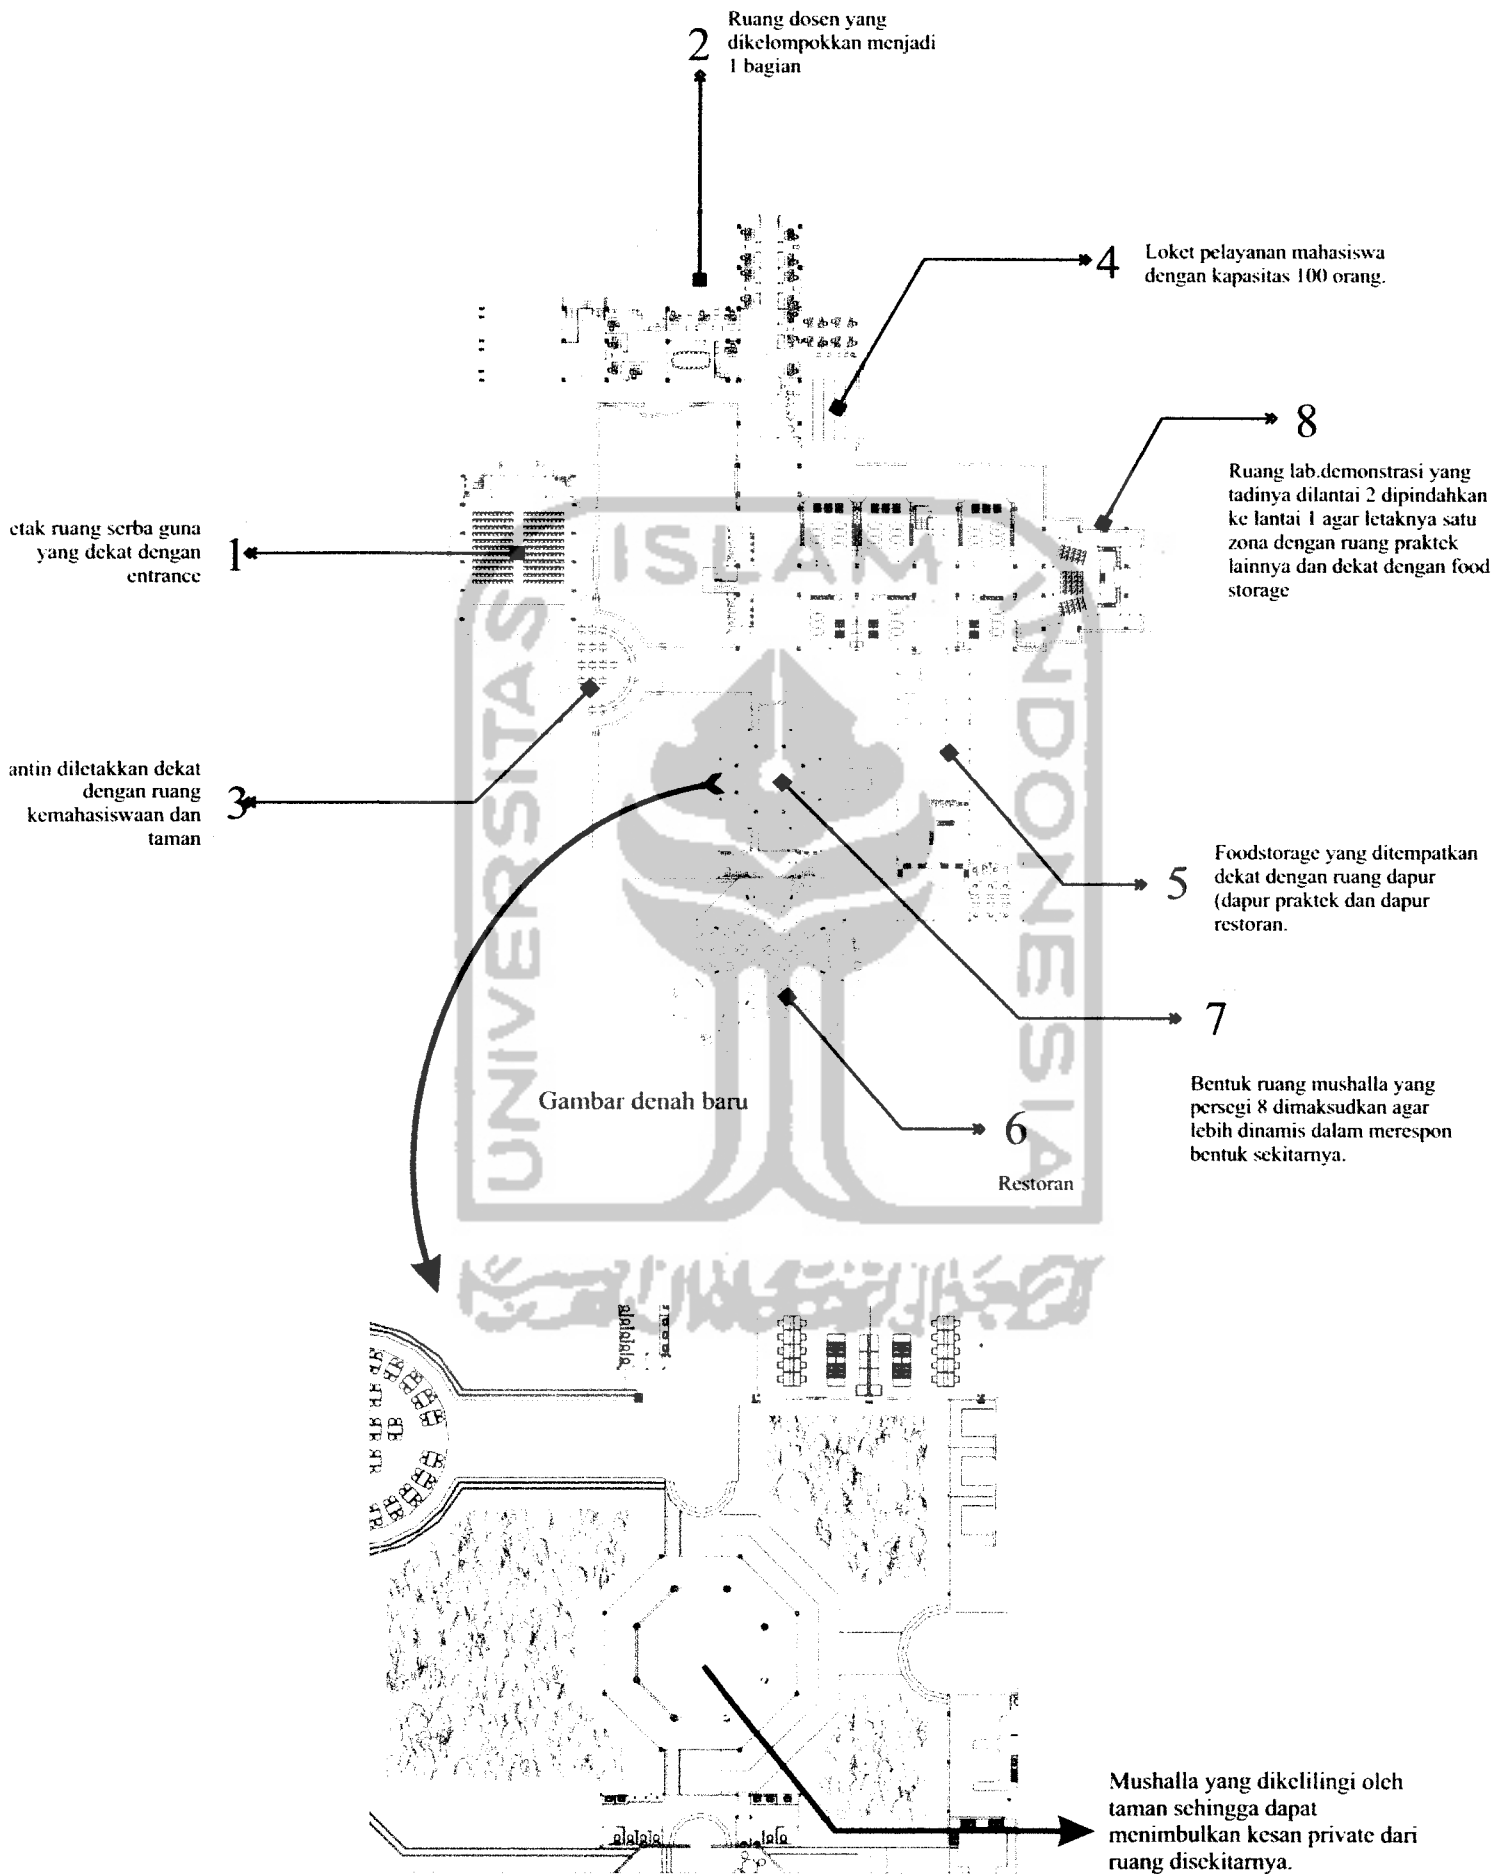 2
Ruang dosen yang
dikelompokkan menjadi
1 bagian
4
Loket pelayanan mahasiswa
dengan kapasitas 100 orang.
8
Ruang lab.demonstrasi yang
tadinya dilantai 2 dipindahkan
ke lantai 1 agar letaknya satu
zona dengan ruang praktek
lainnya dan dekat dengan food
storage
etak ruang serba guna
yang dekat dengan
entrance
1
antin diletakkan dekat
dengan ruang
kemahasiswaan dan
taman
3
5
Foodstorage yang ditempatkan
dekat dengan ruang dapur
(dapur praktek dan dapur
restoran.
7
Bentuk ruang mushalla yang
persegi 8 dimaksudkan agar
lebih dinamis dalam merespon
bentuk sekitarnya.
6
Restoran
Gambar denah baru
UNIVERSITAS
ISLAM
INDONESIA
Mushalla yang dikelilingi oleh
taman sehingga dapat
menimbulkan kesan private dari
ruang disekitarnya.